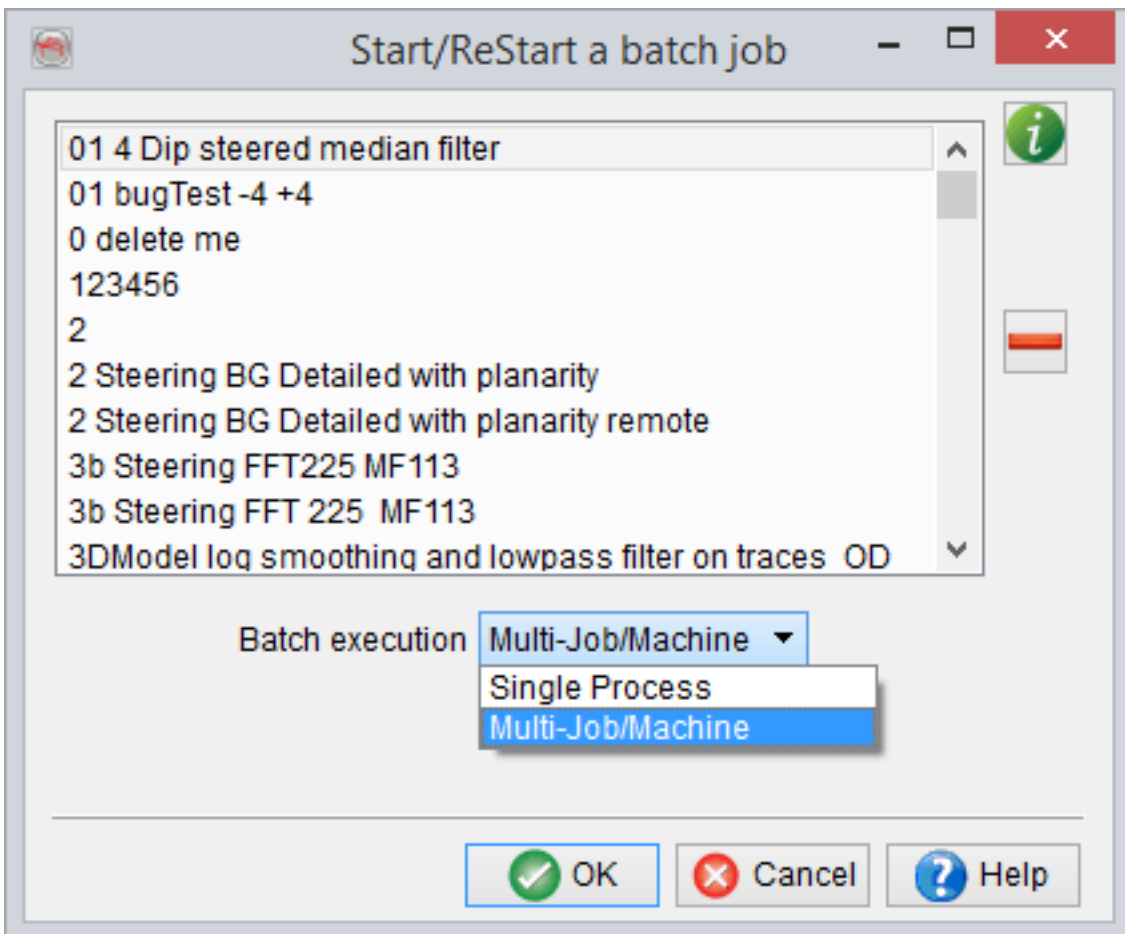 Start/ReStart a batch job
01 4 Dip steered median filter
01 bugTest -4 +4
0 delete me
123456
2
2 Steering BG Detailed with planarity
2 Steering BG Detailed with planarity remote
3b Steering FFT225 MF113
3b Steering FFT 225  MF113
3DModel log smoothing and lowpass filter on traces_OD
Batch execution Multi-Job/Machine
Single Process
Multi-Job/Machine
OK Cancel Help